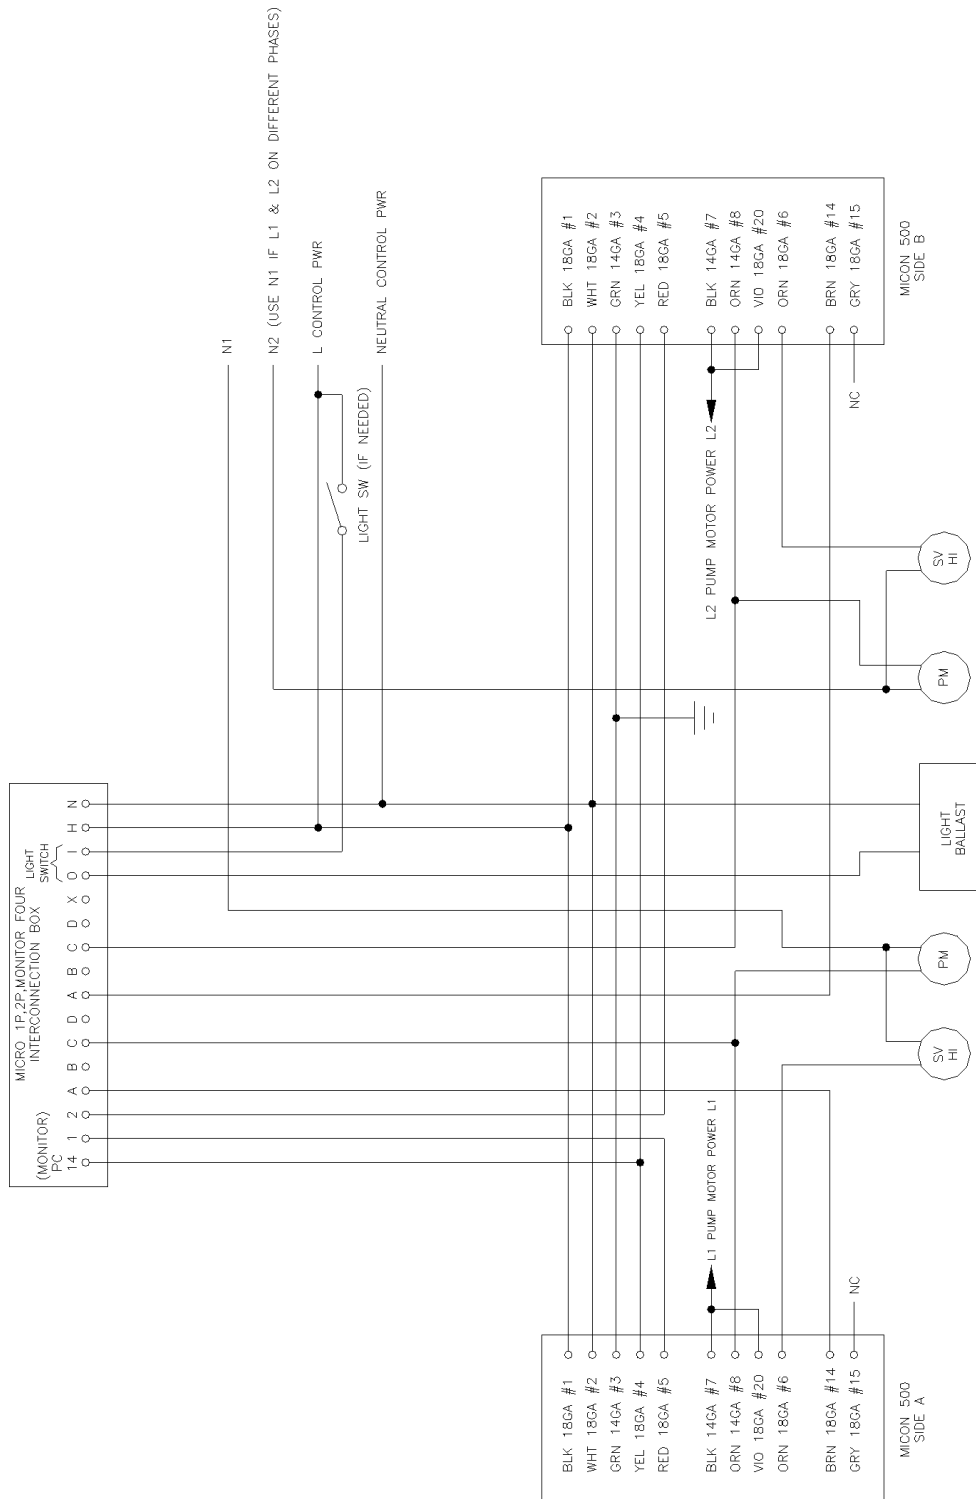 MICRO 1P,2P,MONITOR FOUR
INTERCONNECTION BOX
(MONITOR)
PC
LIGHT
SWITCH
14 1 2 A B C D A B C D X O I H N
N1
N2 (USE N1 IF L1 & L2 ON DIFFERENT PHASES)
L CONTROL PWR
LIGHT SW (IF NEEDED)
NEUTRAL CONTROL PWR
BLK 18GA #1
WHT 18GA #2
GRN 14GA #3
YEL 18GA #4
RED 18GA #5
BLK 14GA #7
ORN 14GA #8
VIO 18GA #20
ORN 18GA #6
BRN 18GA #14
GRY 18GA #15
NC
MICON 500
SIDE A
L1 PUMP MOTOR POWER L1
BLK 18GA #1
WHT 18GA #2
GRN 14GA #3
YEL 18GA #4
RED 18GA #5
BLK 14GA #7
ORN 14GA #8
VIO 18GA #20
ORN 18GA #6
BRN 18GA #14
GRY 18GA #15
NC
MICON 500
SIDE B
L2 PUMP MOTOR POWER L2
SV
HI
PM
LIGHT
BALLAST
PM
SV
HI